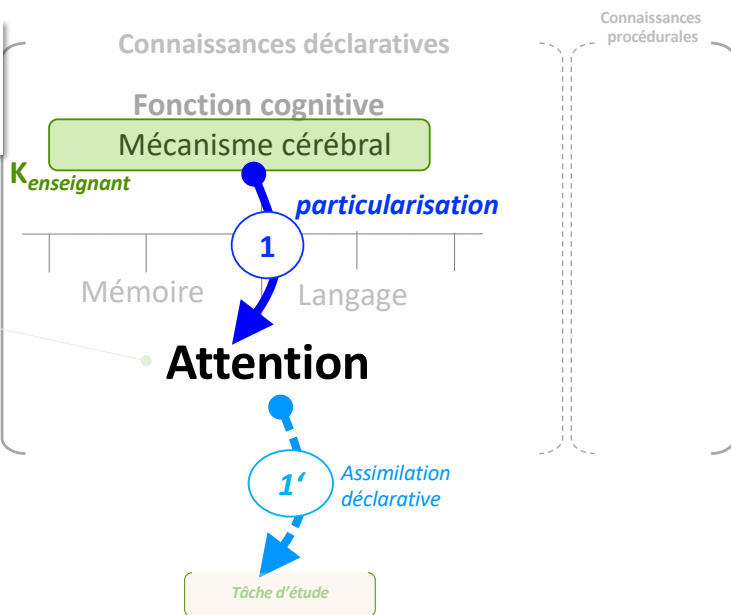 Connaissances
procédurales
Connaissances déclaratives
Fonction cognitive
Mécanisme cérébral
Kenseignant
particularisation
1
Mémoire
Langage
Attention
1‘
Assimilation
déclarative
Tâche d’étude